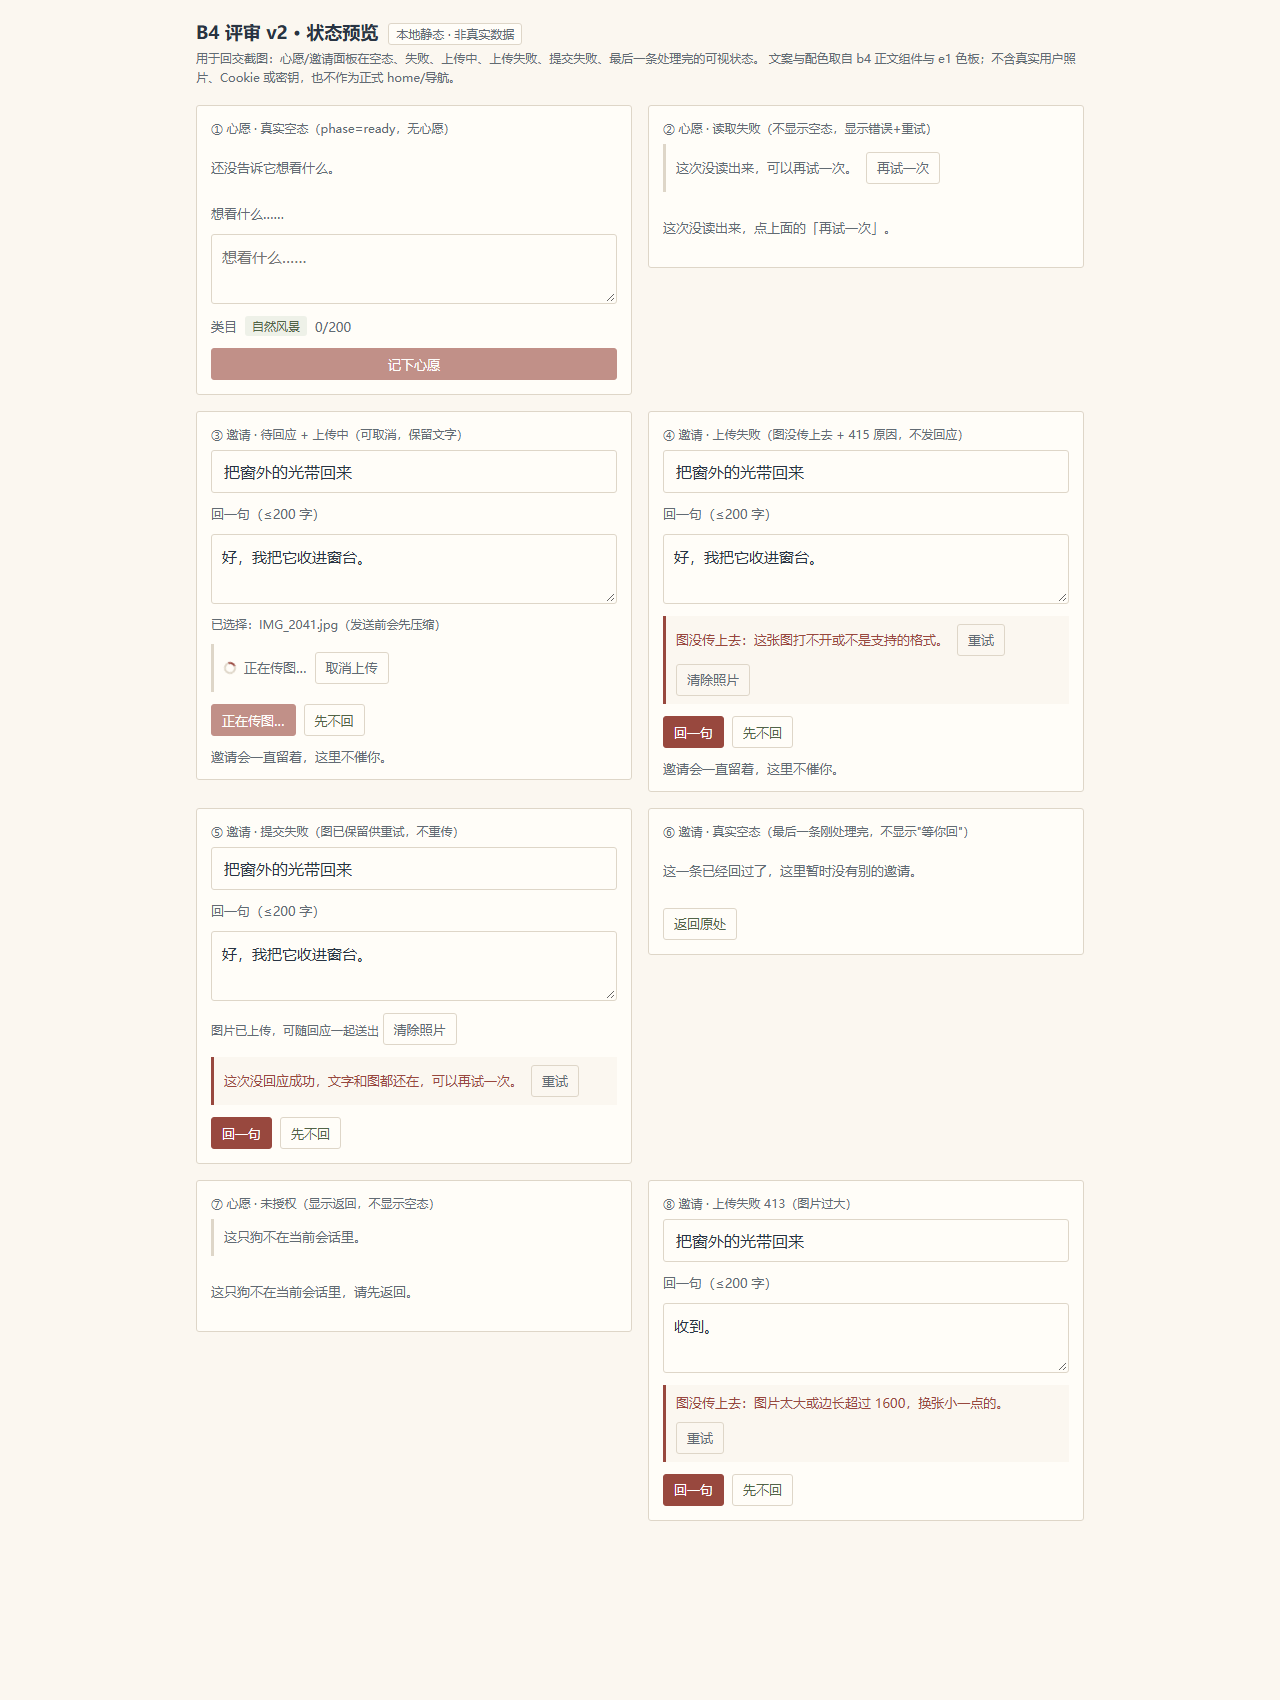 B4 评审 v2 · 状态预览 本地静态 · 非真实数据
用于回交截图：心愿/邀请面板在空态、失败、上传中、上传失败、提交失败、最后一条处理完的可视状态。 文案与配色取自 b4 正文组件与 e1 色板；不含真实用户照
片、Cookie 或密钥，也不作为正式 home/导航。
① 心愿 · 真实空态（phase=ready，无心愿）
还没告诉它想看什么。
想看什么……
想看什么……
类目 自然风景 0/200
记下心愿
② 心愿 · 读取失败（不显示空态，显示错误+重试）
这次没读出来，可以再试一次。 再试一次
这次没读出来，点上面的「再试一次」。
③ 邀请 · 待回应 + 上传中（可取消，保留文字）
把窗外的光带回来
回一句（≤200 字）
好，我把它收进窗台。
已选择：IMG_2041.jpg（发送前会先压缩）
正在传图… 取消上传
正在传图… 先不回
邀请会一直留着，这里不催你。
④ 邀请 · 上传失败（图没传上去 + 415 原因，不发回应）
把窗外的光带回来
回一句（≤200 字）
好，我把它收进窗台。
图没传上去：这张图打不开或不是支持的格式。 重试
清除照片
回一句 先不回
邀请会一直留着，这里不催你。
⑤ 邀请 · 提交失败（图已保留供重试，不重传）
把窗外的光带回来
回一句（≤200 字）
好，我把它收进窗台。
图片已上传，可随回应一起送出 清除照片
这次没回应成功，文字和图都还在，可以再试一次。 重试
回一句 先不回
⑥ 邀请 · 真实空态（最后一条刚处理完，不显示"等你回"）
这一条已经回过了，这里暂时没有别的邀请。
返回原处
⑦ 心愿 · 未授权（显示返回，不显示空态）
这只狗不在当前会话里。
这只狗不在当前会话里，请先返回。
⑧ 邀请 · 上传失败 413（图片过大）
把窗外的光带回来
回一句（≤200 字）
收到。
图没传上去：图片太大或边长超过 1600，换张小一点的。
重试
回一句 先不回